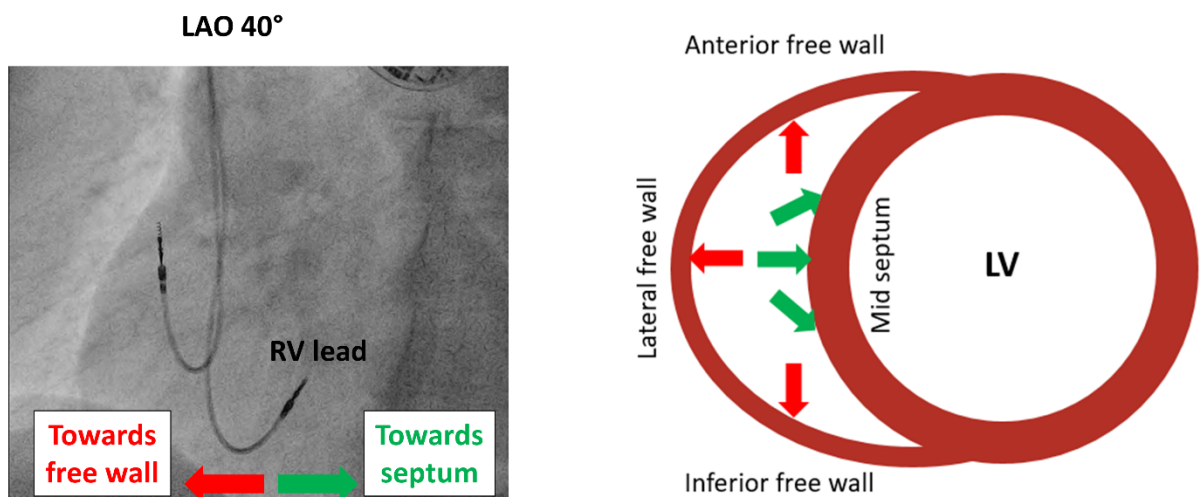 LAO 40°
RV lead
Towards
free wall
Towards
septum
Anterior free wall
Lateral free wall
Mid septum
LV
Inferior free wall